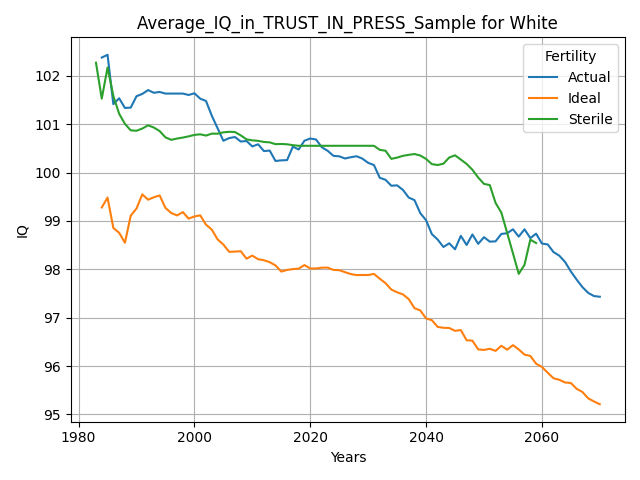 Average_IQ_in_TRUST_IN_PRESS_Sample for White
Fertility
Actual
Ideal
Sterile
102
101
100
99
98
97
96
95
IQ
1980
2000
2020
2040
2060
Years